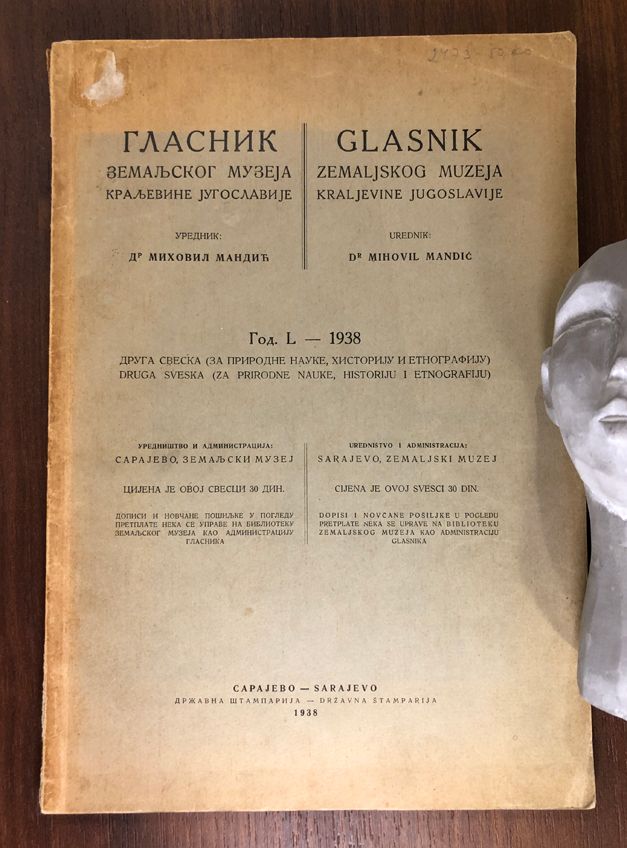 ГЛАСНИК
ЗЕМАЉСКОГ МУЗЕЈА
КРАЉЕВИНЕ ЈУГОСЛАВИЈЕ
УРЕДНИК:
ДР МИХОВИЛ МАНДИЋ
GLASNIK
ZEMALJSKOG MUZEJA
KRALJEVINE JUGOSLAVIJE
UREDNIK:
DR MIHOVIL MANDIĆ
Год. L — 1938
ДРУГА СВЕСКА (ЗА ПРИРОДНЕ НАУКЕ, ХИСТОРИЈУ И ЕТНОГРАФИЈУ)
DRUGA SVESKA (ZA PRIRODNE NAUKE, HISTORIJU I ETNOGRAFIJU)
УРЕДНИШТВО И АДМИНИСТРАЦИЈА:
САРАЈЕВО, ЗЕМАЉСКИ МУЗЕЈ
ЦИЈЕНА ЈЕ ОВОЈ СВЕСЦИ 30 ДИН.
ДОПИСИ И НОВЧАНЕ ПОШИЉКЕ У ПОГЛЕДУ
ПРЕТПЛАТЕ НЕКА СЕ УПРАВЕ НА БИБЛИОТЕКУ
ЗЕМАЉСКОГ МУЗЕЈА КАО АДМИНИСТРАЦИЈУ
ГЛАСНИКА
UREDNIŠTVO I ADMINISTRACIJA:
SARAJEVO, ZEMALJSKI MUZEJ
CIJENA JE OVOJ SVESCI 30 DIN.
DOPISI I NOVČANE POŠILJKE U POGLEDU
PRETPLATE NEKA SE UPRAVE NA BIBLIOTEKU
ZEMALJSKOG MUZEJA KAO ADMINISTRACIJU
GLASNIKA
САРАЈЕВО — SARAJEVO
ДРЖАВНА ШТАМПАРИЈА — DRŽAVNA ŠTAMPARIJA
1938